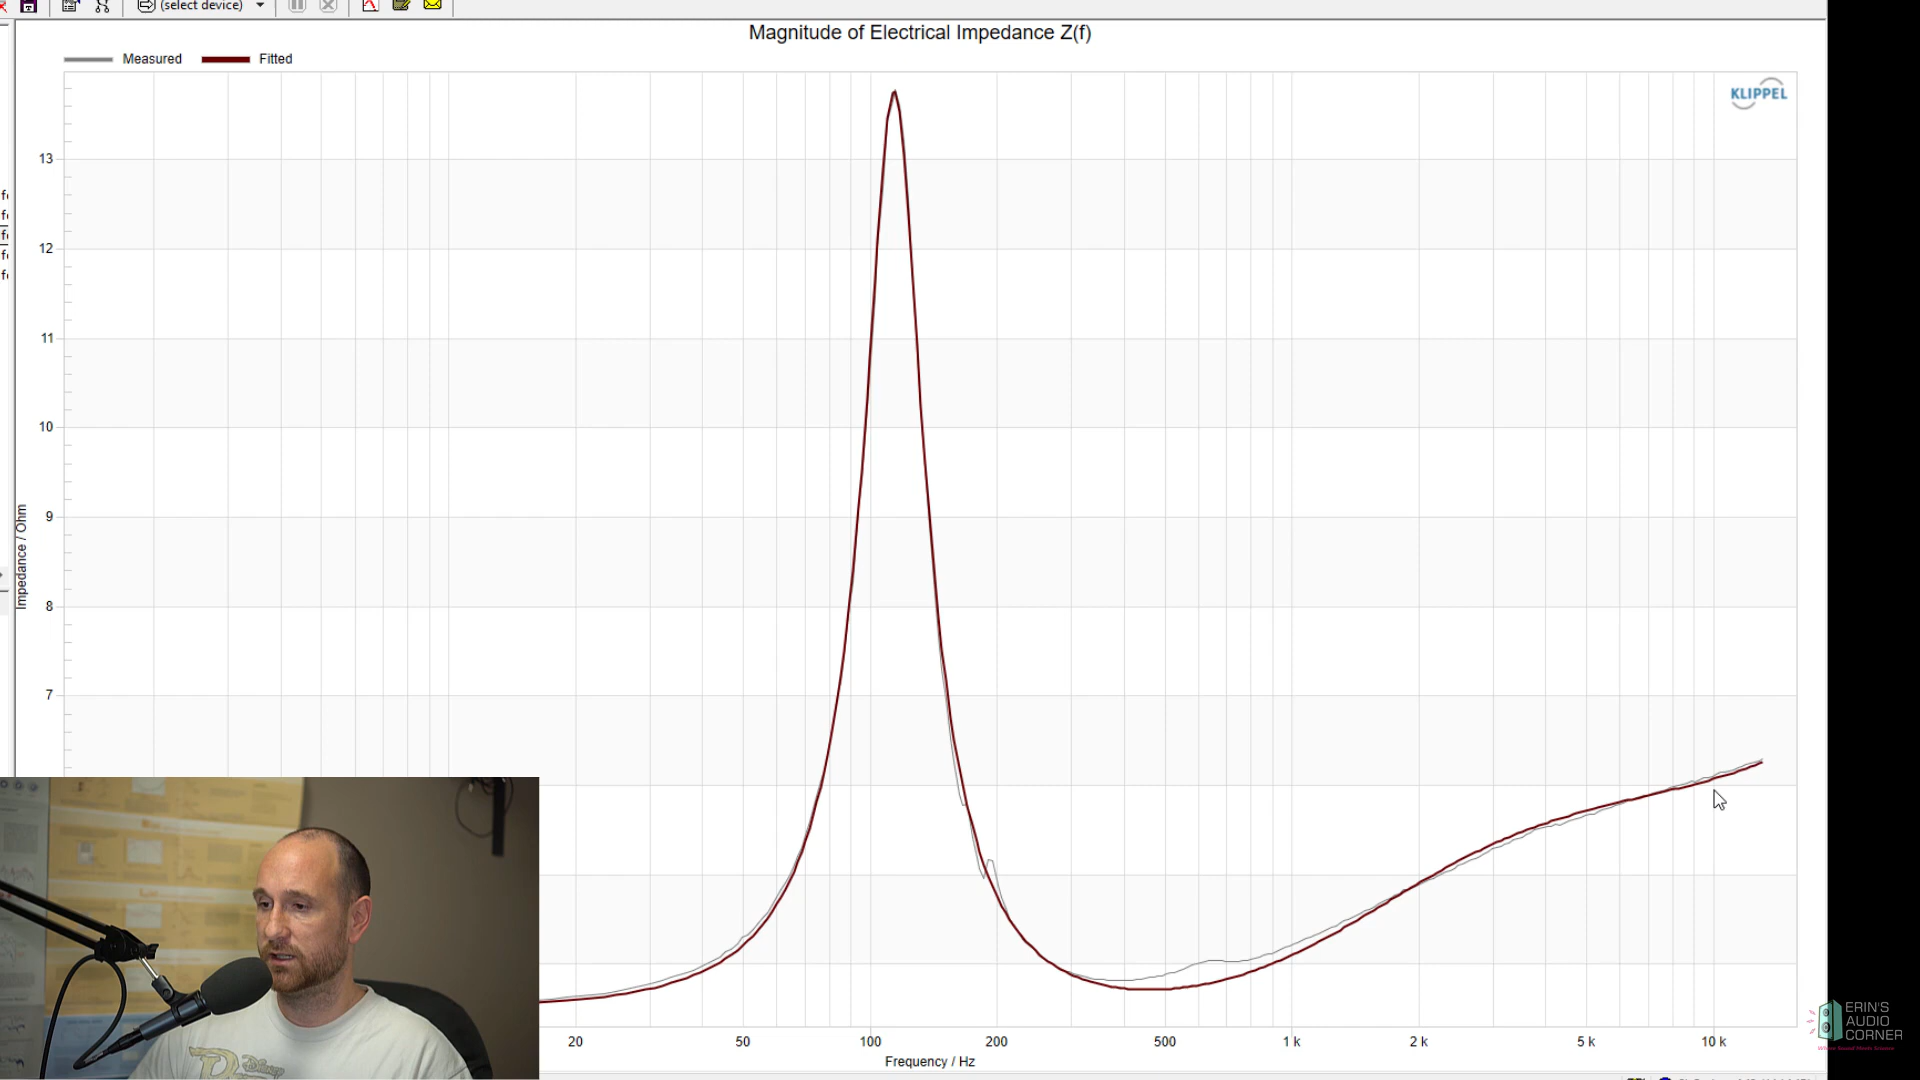 (select device)
Magnitude of Electrical Impedance Z(f)
Measured Fitted
KLIPPEL
13
12
11
10
9
8
7
Impedance / Ohm
20 50 100 200 500 1 k 2 k 5 k 10 k
Frequency / Hz
ERIN'S
AUDIO
CORNER
Disney